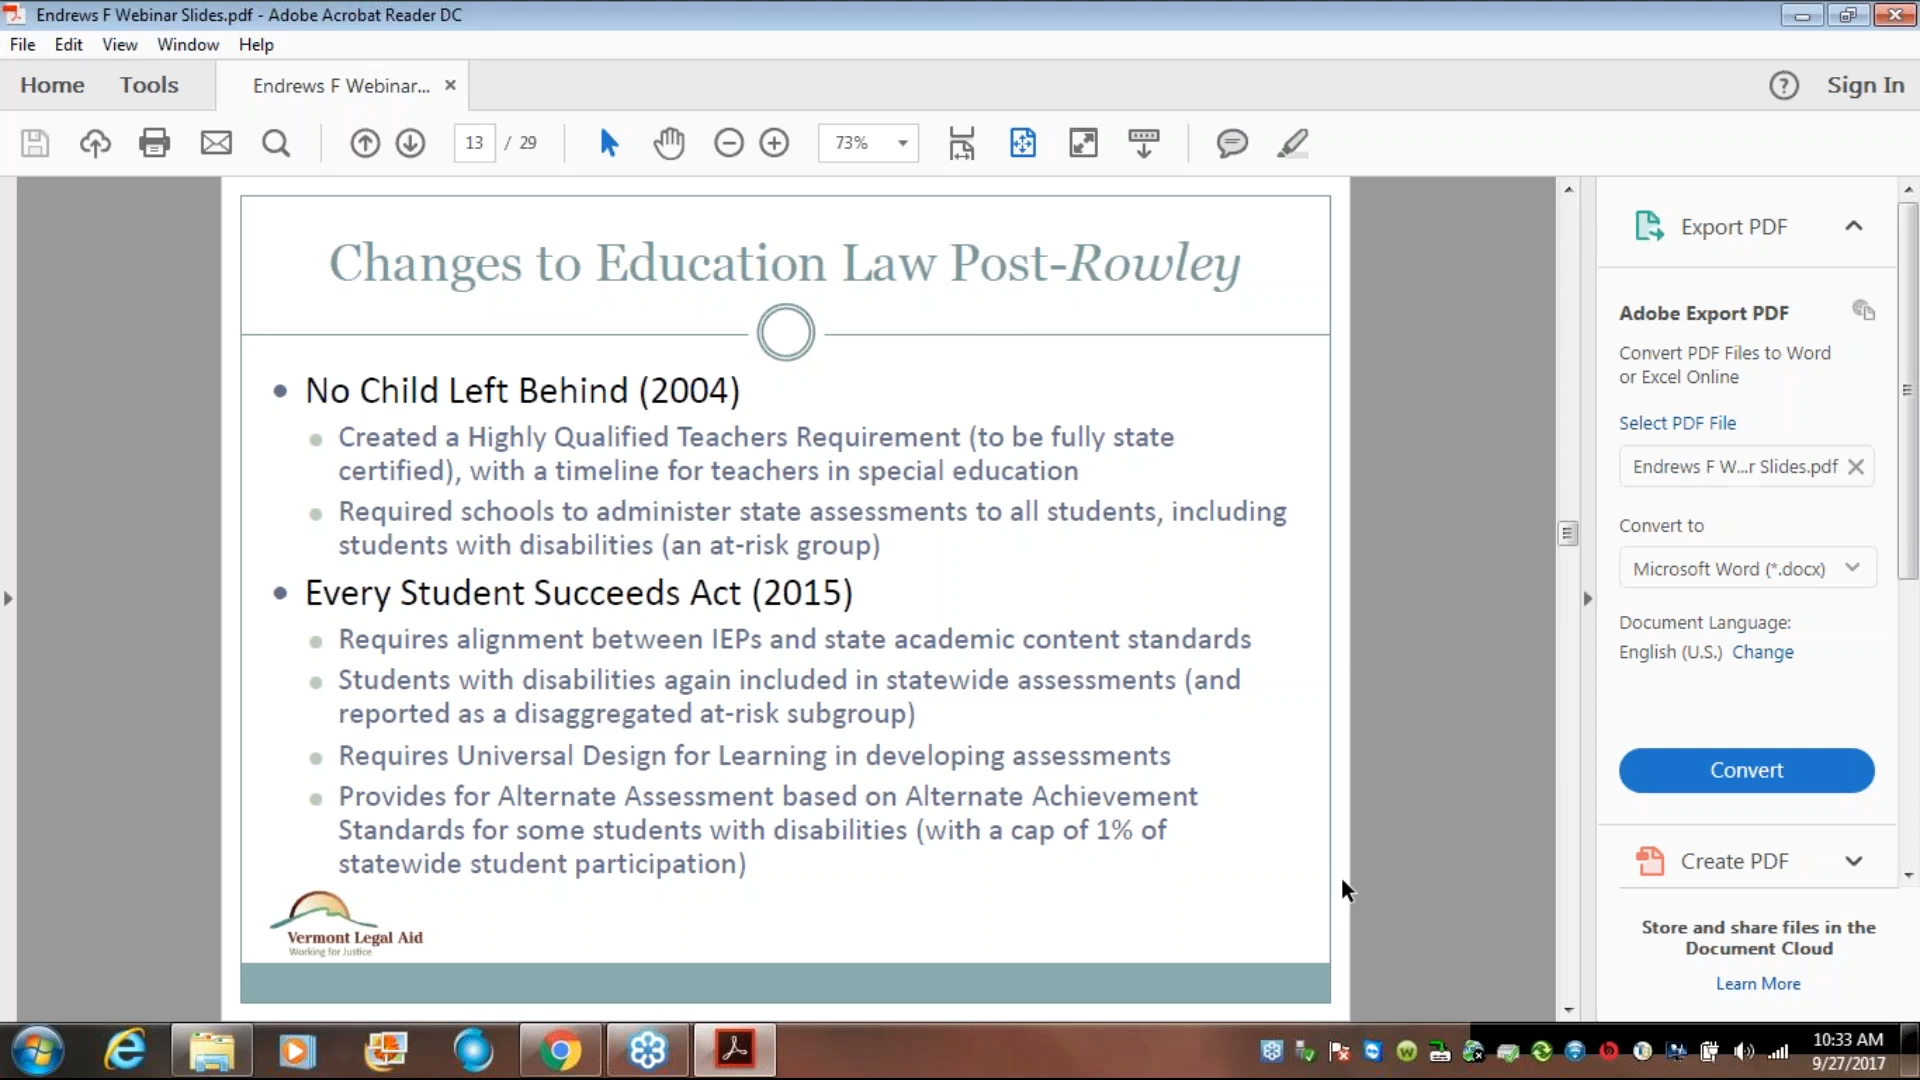 Endrews F Webinar Slides.pdf - Adobe Acrobat Reader DC
File Edit View Window Help
Home Tools Endrews F Webinar... × ? Sign In
13 / 29 73%
Changes to Education Law Post-Rowley
• No Child Left Behind (2004)
Created a Highly Qualified Teachers Requirement (to be fully state
certified), with a timeline for teachers in special education
Required schools to administer state assessments to all students, including
students with disabilities (an at-risk group)
• Every Student Succeeds Act (2015)
Requires alignment between IEPs and state academic content standards
Students with disabilities again included in statewide assessments (and
reported as a disaggregated at-risk subgroup)
Requires Universal Design for Learning in developing assessments
Provides for Alternate Assessment based on Alternate Achievement
Standards for some students with disabilities (with a cap of 1% of
statewide student participation)
Vermont Legal Aid
Working for Justice
Export PDF
Adobe Export PDF
Convert PDF Files to Word
or Excel Online
Select PDF File
Endrews F W...r Slides.pdf
Convert to
Microsoft Word (*.docx)
Document Language:
English (U.S.) Change
Convert
Create PDF
Store and share files in the
Document Cloud
Learn More
10:33 AM
9/27/2017